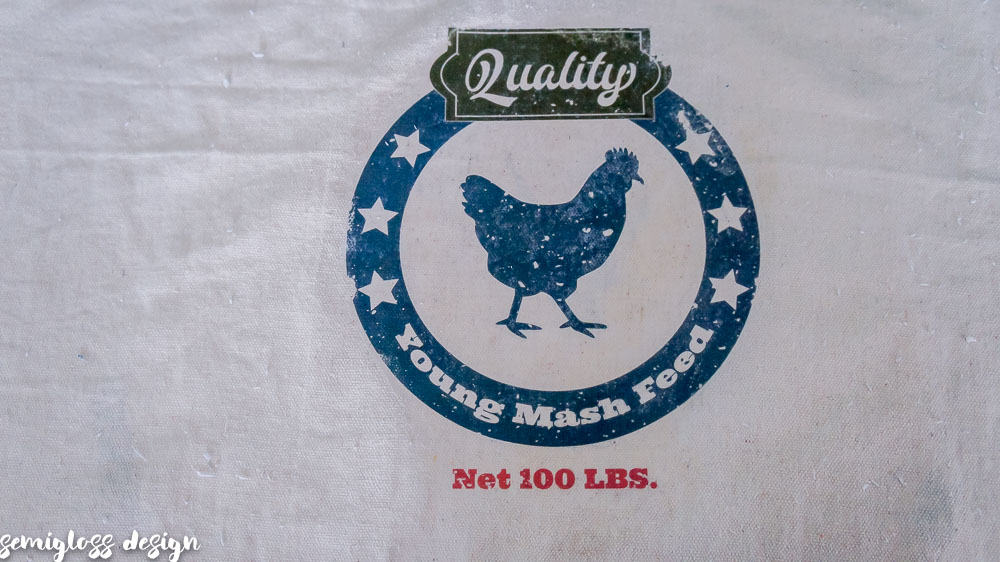 Quality
Young Mash Feed
Net 100 LBS.
semigloss design